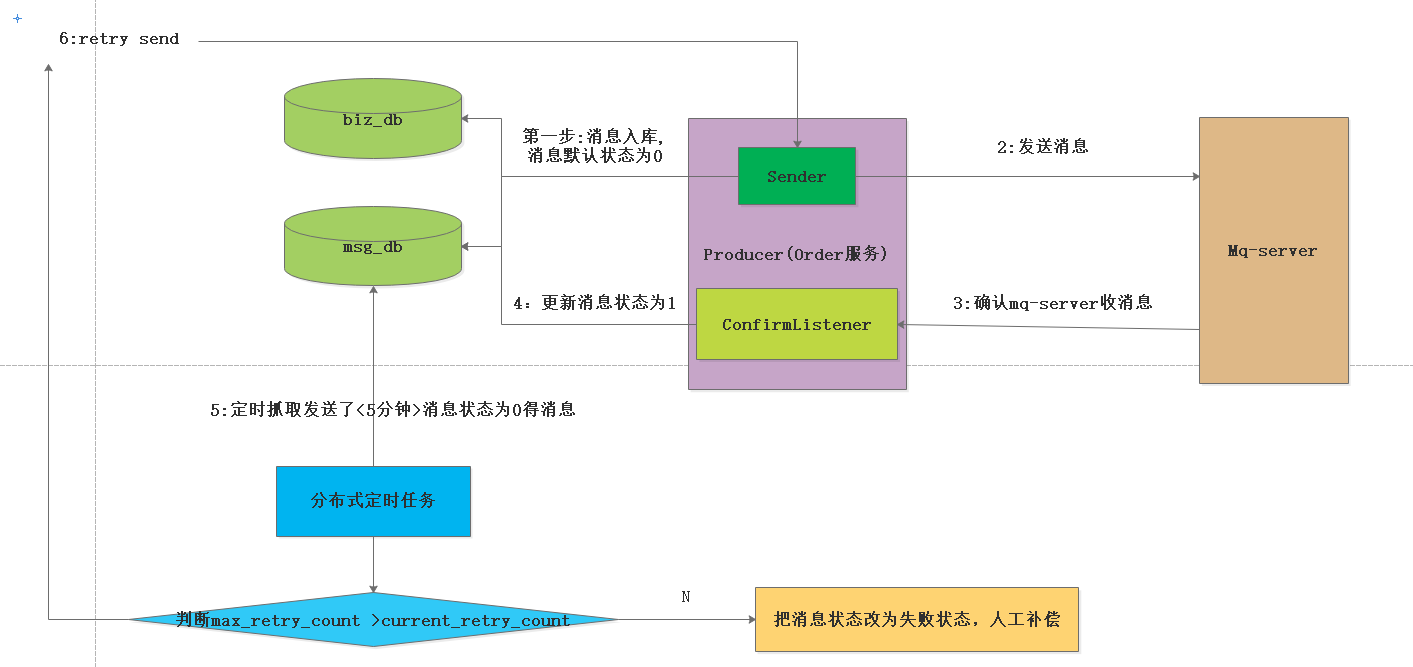 6:retry send
biz_db
第一步:消息入库,
消息默认状态为0
2:发送消息
Sender
msg_db
Producer(Order服务)
Mq-server
4: 更新消息状态为1
3:确认mq-server收消息
ConfirmListener
5:定时抓取发送了<5分钟>消息状态为0得消息
分布式定时任务
N
判断max_retry_count >current_retry_count
把消息状态改为失败状态，人工补偿